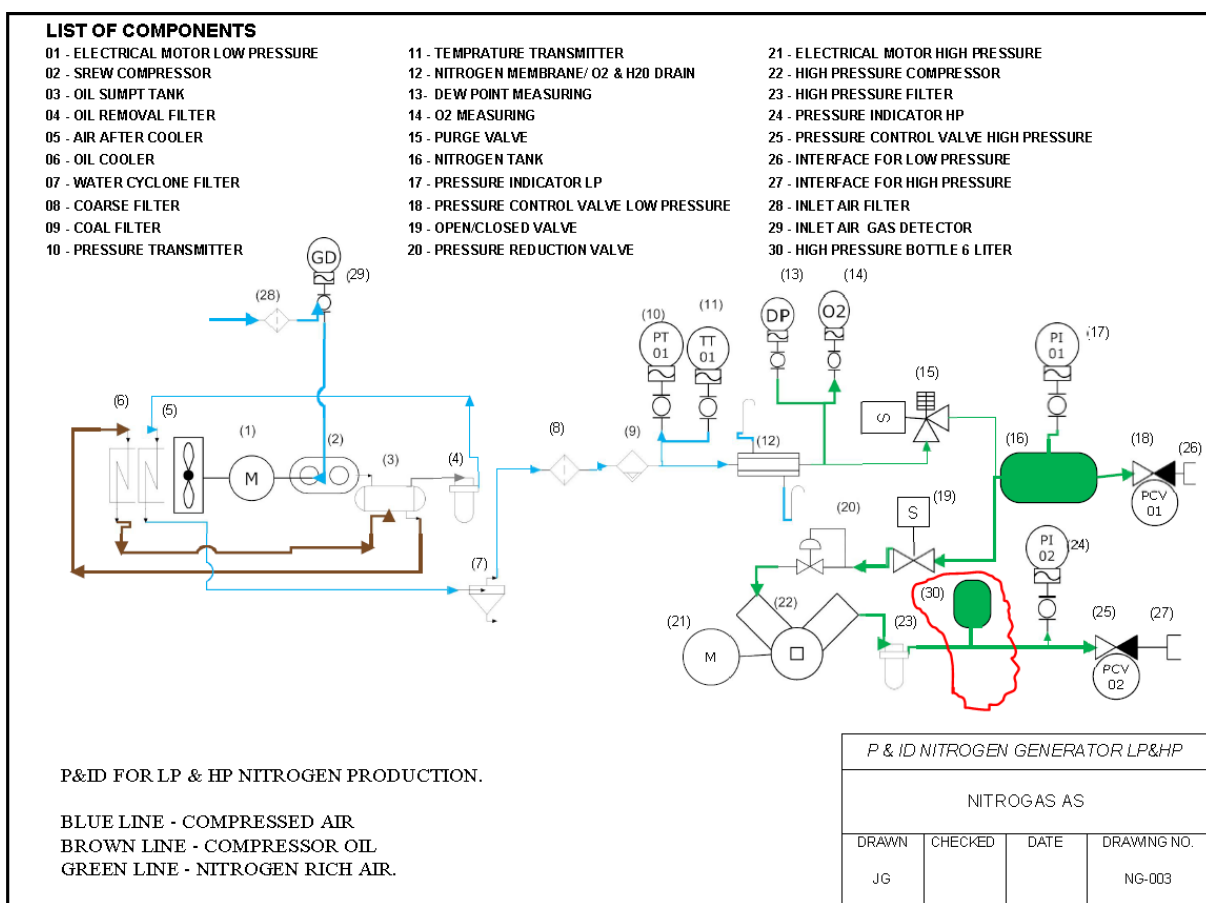 LIST OF COMPONENTS
01 - ELECTRICAL MOTOR LOW PRESSURE
02 - SREW COMPRESSOR
03 - OIL SUMPT TANK
04 - OIL REMOVAL FILTER
05 - AIR AFTER COOLER
06 - OIL COOLER
07 - WATER CYCLONE FILTER
08 - COARSE FILTER
09 - COAL FILTER
10 - PRESSURE TRANSMITTER
11 - TEMPRATURE TRANSMITTER
12 - NITROGEN MEMBRANE/ O2 & H20 DRAIN
13- DEW POINT MEASURING
14 - O2 MEASURING
15 - PURGE VALVE
16 - NITROGEN TANK
17 - PRESSURE INDICATOR LP
18 - PRESSURE CONTROL VALVE LOW PRESSURE
19 - OPEN/CLOSED VALVE
20 - PRESSURE REDUCTION VALVE
21 - ELECTRICAL MOTOR HIGH PRESSURE
22 - HIGH PRESSURE COMPRESSOR
23 - HIGH PRESSURE FILTER
24 - PRESSURE INDICATOR HP
25 - PRESSURE CONTROL VALVE HIGH PRESSURE
26 - INTERFACE FOR LOW PRESSURE
27 - INTERFACE FOR HIGH PRESSURE
28 - INLET AIR FILTER
29 - INLET AIR GAS DETECTOR
30 - HIGH PRESSURE BOTTLE 6 LITER
GD
(29)
(28)
(13)
(14)
DP
O2
(10)
(11)
PT
01
TT
01
PI
01
(17)
(15)
S
(6)
(5)
(1)
M
(2)
(3)
(4)
(8)
(9)
(12)
(16)
(18)
(26)
PCV
01
(7)
(20)
(19)
S
PI
02
(24)
(21)
M
(22)
(23)
(30)
(25)
(27)
PCV
02
P&ID FOR LP & HP NITROGEN PRODUCTION.
BLUE LINE - COMPRESSED AIR
BROWN LINE - COMPRESSOR OIL
GREEN LINE - NITROGEN RICH AIR.
P & ID NITROGEN GENERATOR LP&HP
NITROGAS AS
DRAWN CHECKED DATE DRAWING NO.
JG NG-003